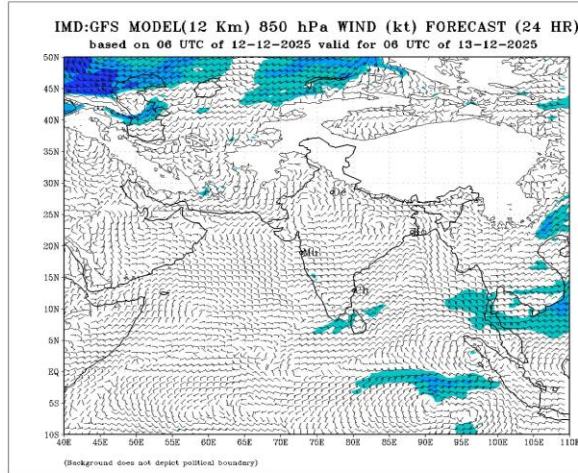 IMD:GFS MODEL(12 Km) 850 hPa WIND (kt) FORECAST (24 HR)
based on 06 UTC of 12-12-2025 valid for 06 UTC of 13-12-2025
50N
45N
40N
35N
30N
25N
20N
15N
10N
5N
EQ
5S
10S
De
Ko
Mu
Ch
40E 45E 50E 55E 60E 65E 70E 75E 80E 85E 90E 95E 100E 105E 110E
(Background does not depict political boundary)